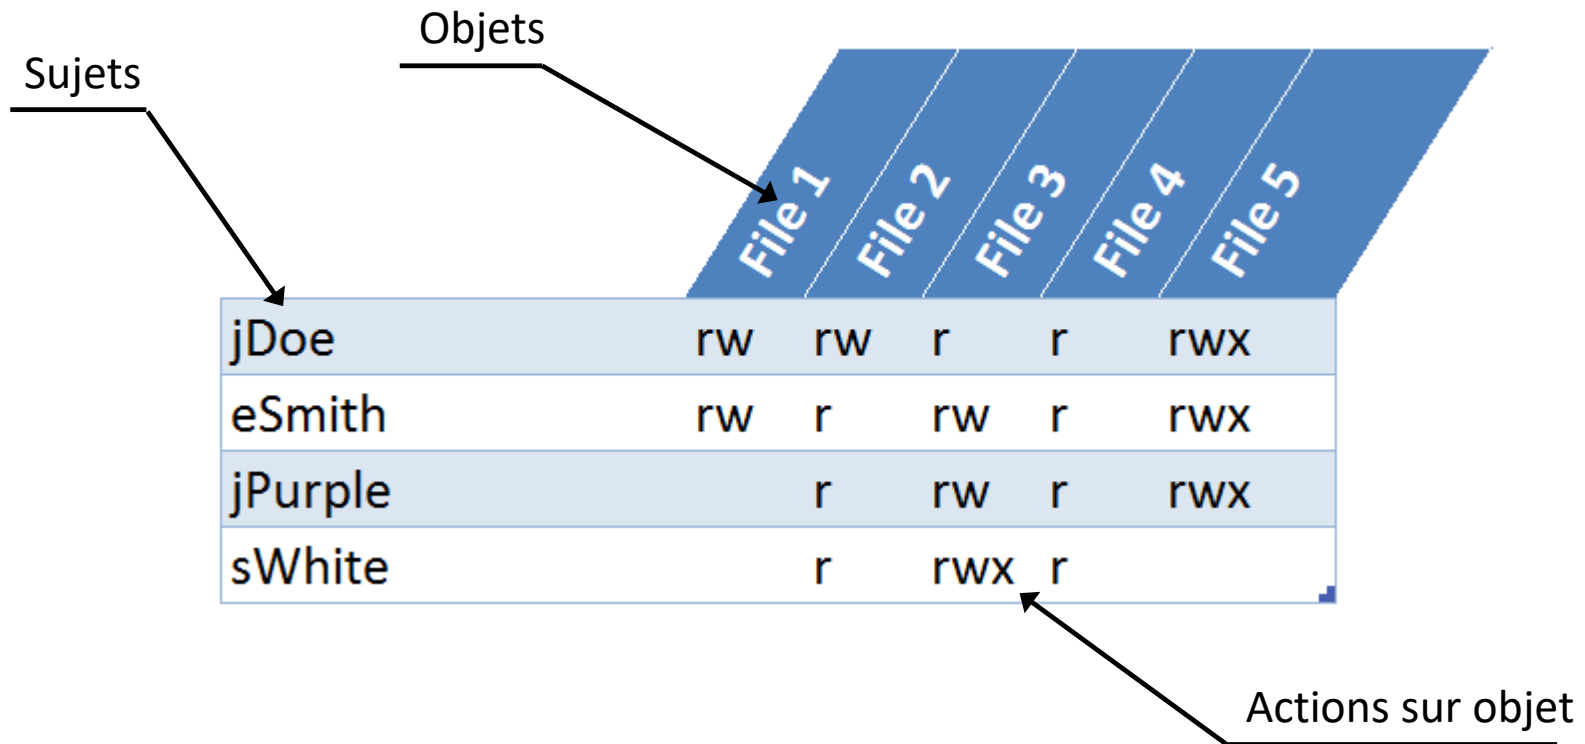 Objets
Sujets
File 1 File 2 File 3 File 4 File 5
jDoe rw rw r r rwx
eSmith rw r rw r rwx
jPurple r rw r rwx
sWhite r rwx r
Actions sur objet